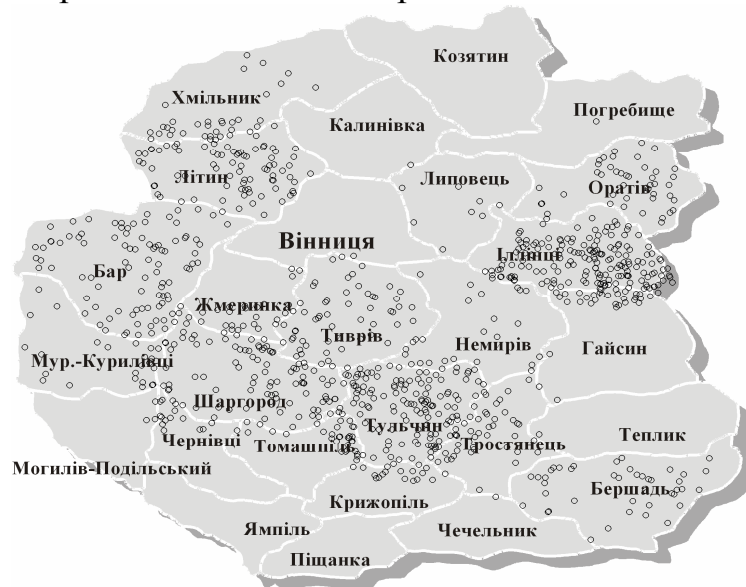 Козятин
Хмільник
Погребище
Калинівка
Літин
Липовець
Оратів
Вінниця
Іллінці
Бар
Жмеринка
Тиврів
Немирів
Гайсин
Мур.-Курилівці
Шаргород
Тульчин
Чернівці
Томашпіль
Тростянець
Теплик
Могилів-Подільський
Крижопіль
Бершадь
Ямпіль
Чечельник
Піщанка